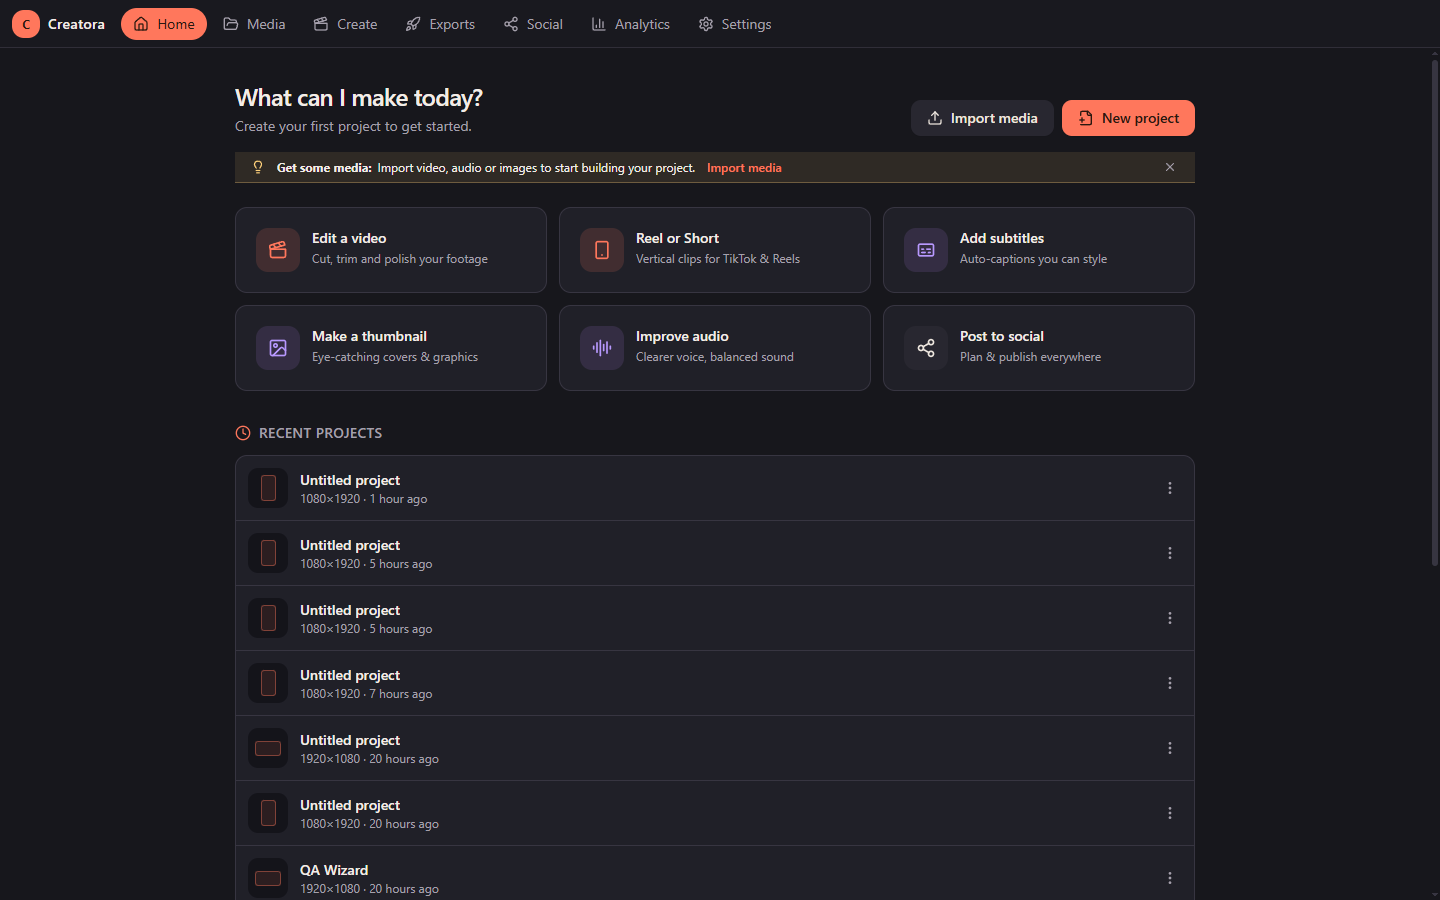 C Creatora Home Media Create Exports Social Analytics Settings
What can I make today?
Create your first project to get started.
Import media New project
Get some media: Import video, audio or images to start building your project. Import media
Edit a video
Cut, trim and polish your footage
Reel or Short
Vertical clips for TikTok & Reels
Add subtitles
Auto-captions you can style
Make a thumbnail
Eye-catching covers & graphics
Improve audio
Clearer voice, balanced sound
Post to social
Plan & publish everywhere
RECENT PROJECTS
Untitled project
1080×1920 · 1 hour ago
Untitled project
1080×1920 · 5 hours ago
Untitled project
1080×1920 · 5 hours ago
Untitled project
1080×1920 · 7 hours ago
Untitled project
1920×1080 · 20 hours ago
Untitled project
1080×1920 · 20 hours ago
QA Wizard
1920×1080 · 20 hours ago